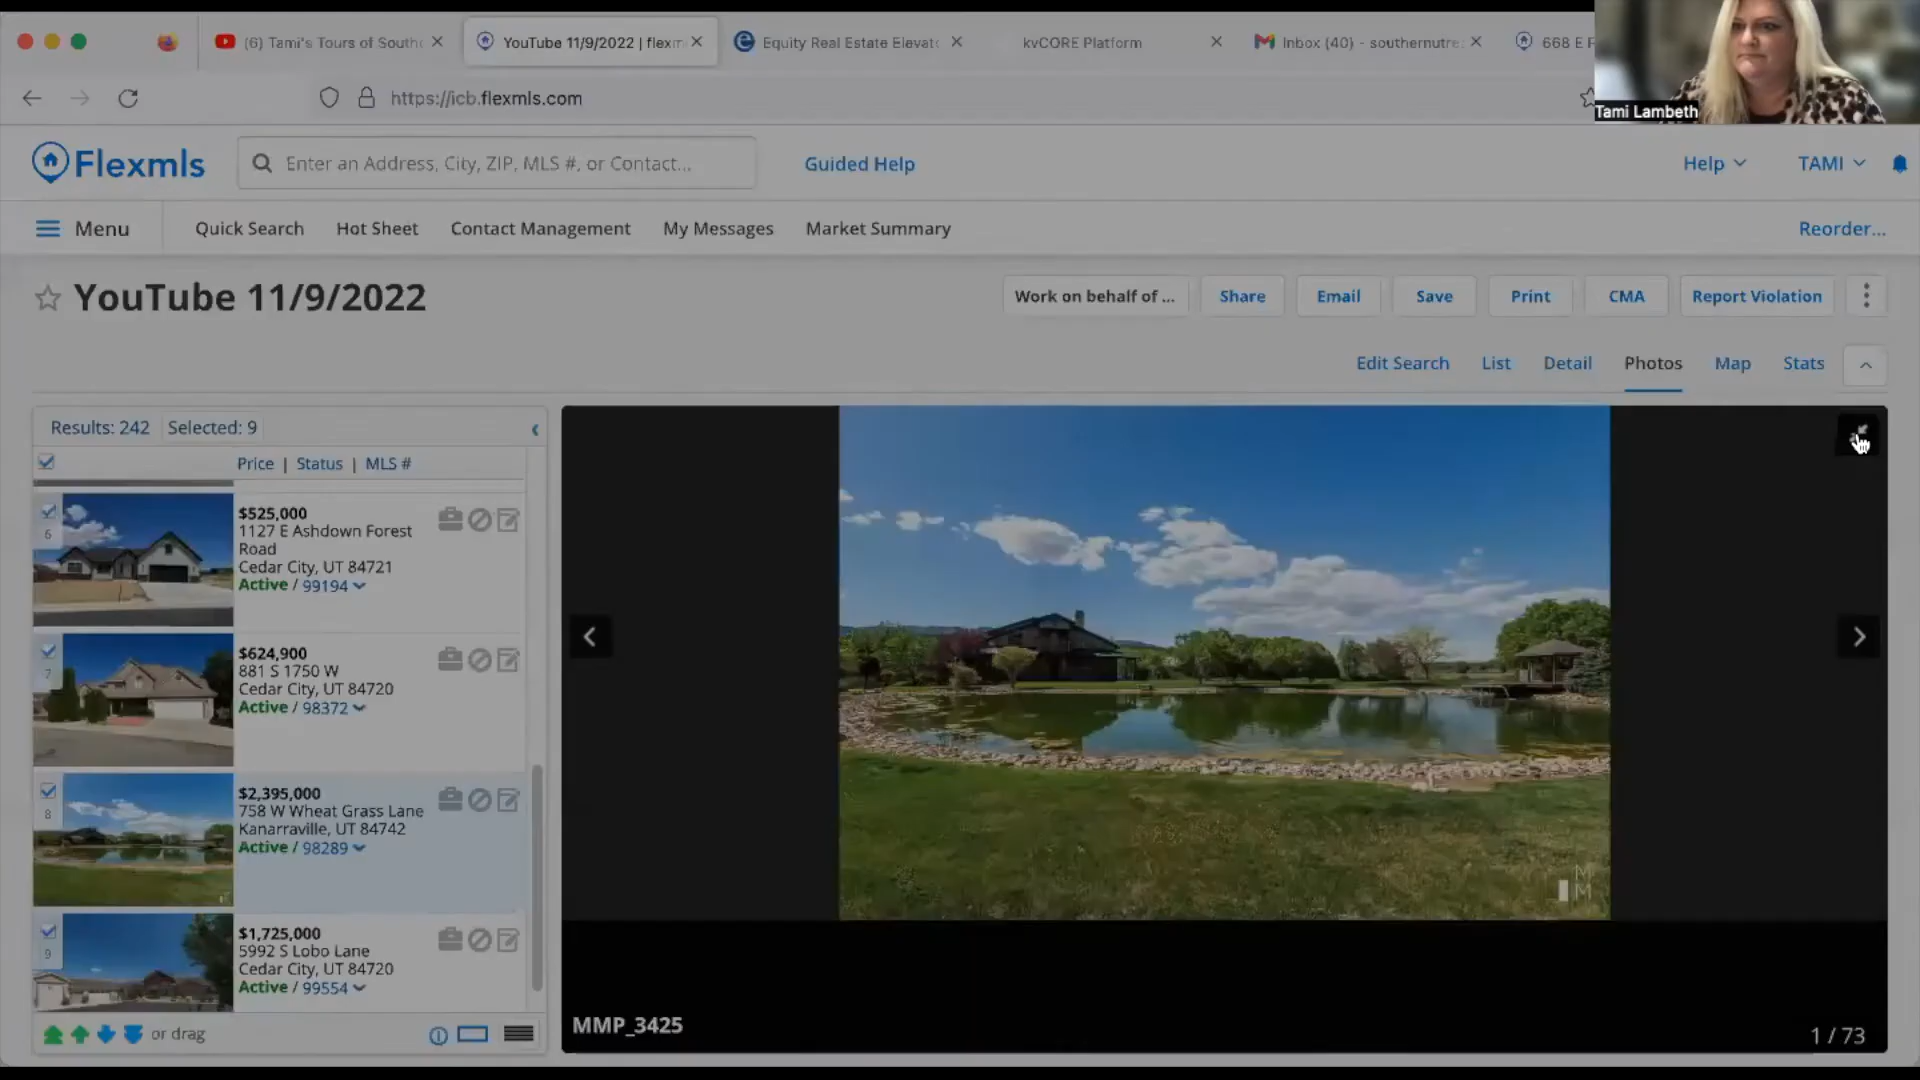 (6) Tami's Tours of South
YouTube 11/9/2022 | flexm
Equity Real Estate Elevat
kvCORE Platform
Inbox (40) - southernutre
668 E F
https://icb.flexmls.com
Tami Lambeth
Flexmls
Enter an Address, City, ZIP, MLS #, or Contact...
Guided Help
Help
TAMI
Menu
Quick Search
Hot Sheet
Contact Management
My Messages
Market Summary
Reorder...
YouTube 11/9/2022
Work on behalf of ...
Share
Email
Save
Print
CMA
Report Violation
Edit Search
List
Detail
Photos
Map
Stats
Results: 242
Selected: 9
Price | Status | MLS #
6
$525,000
1127 E Ashdown Forest
Road
Cedar City, UT 84721
Active / 99194
7
$624,900
881 S 1750 W
Cedar City, UT 84720
Active / 98372
8
$2,395,000
758 W Wheat Grass Lane
Kanarraville, UT 84742
Active / 98289
9
$1,725,000
5992 S Lobo Lane
Cedar City, UT 84720
Active / 99554
or drag
M
M
MMP_3425
1 / 73